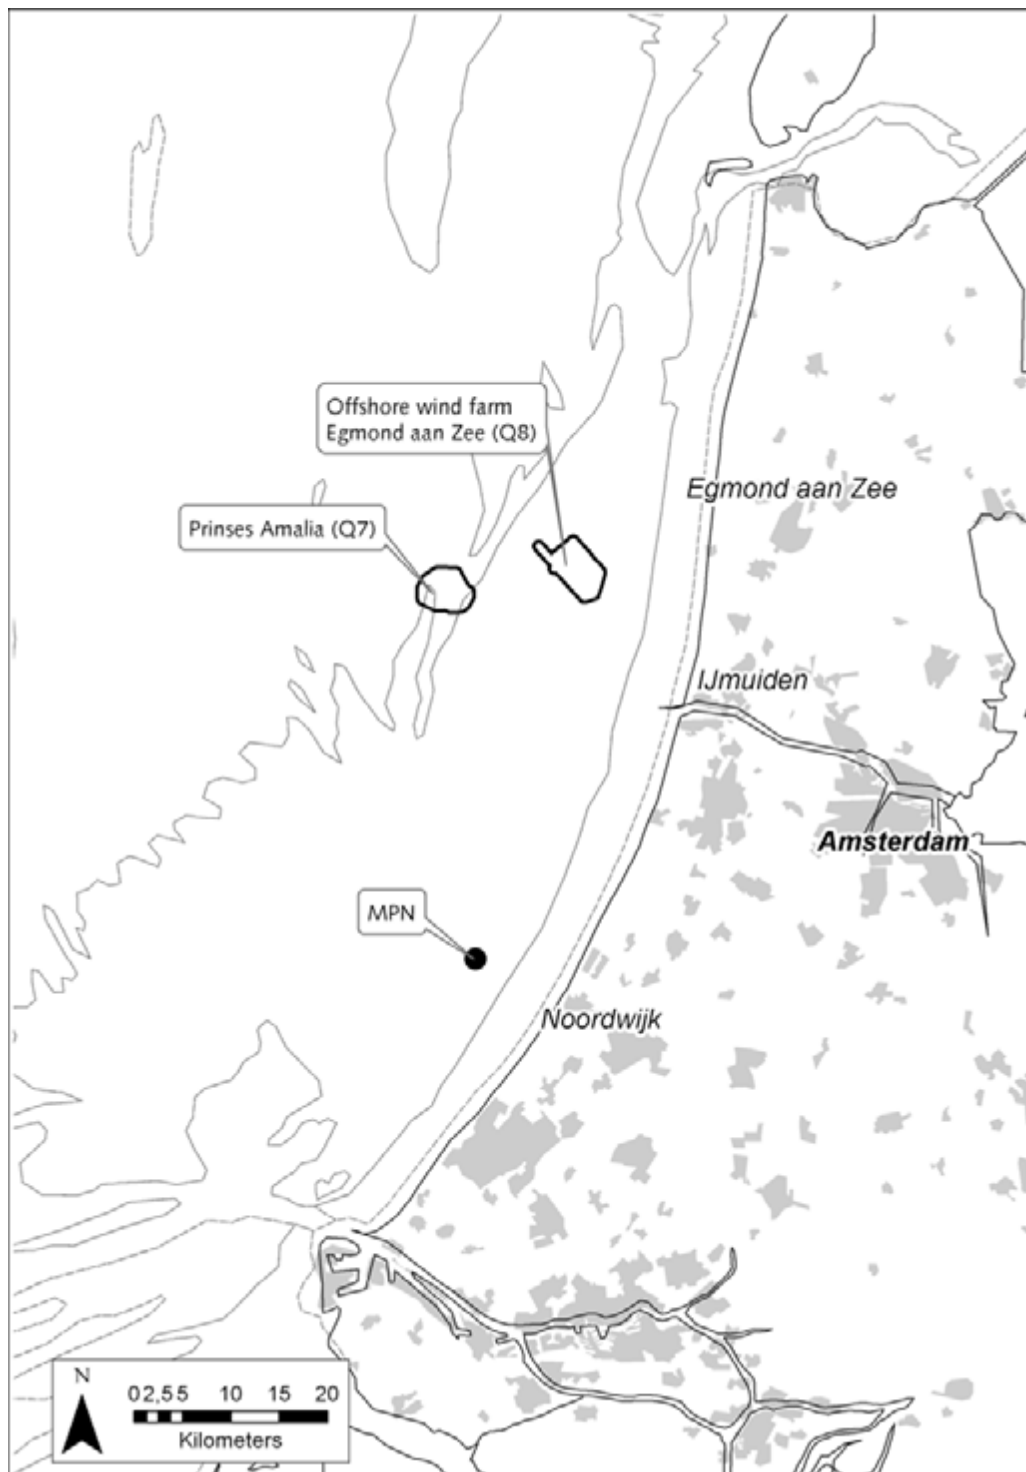 Offshore wind farm
Egmond aan Zee (Q8)
Egmond aan Zee
Prinses Amalia (Q7)
IJmuiden
Amsterdam
MPN
Noordwijk
N
0 2,5 5 10 15 20
Kilometers